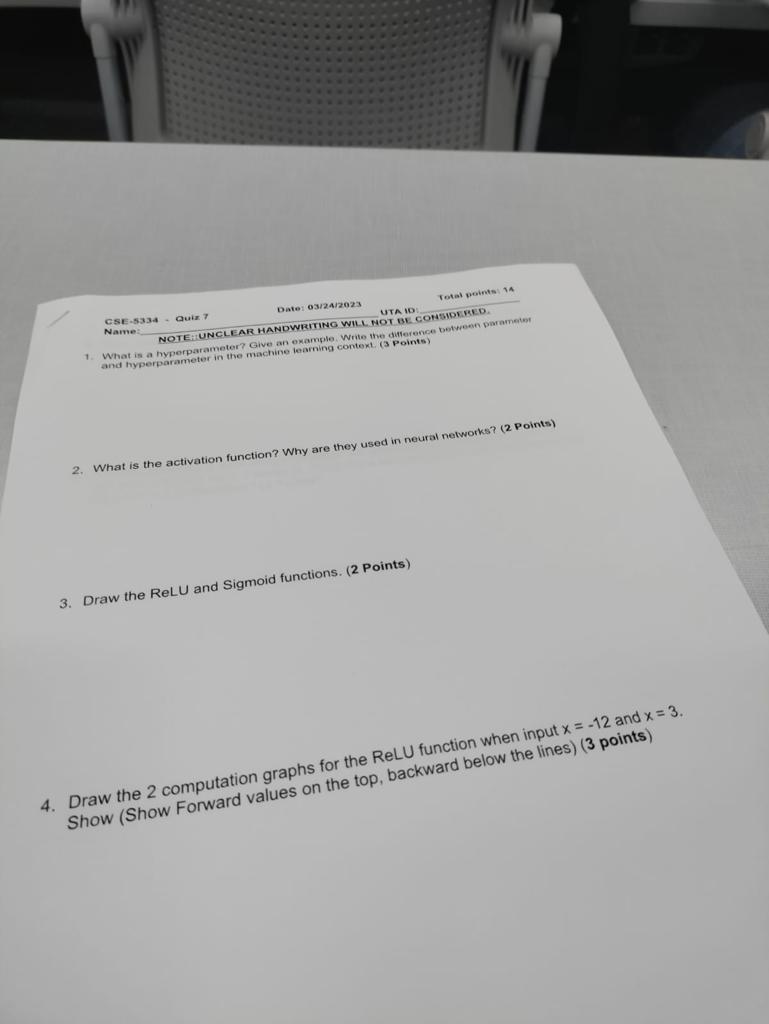 CSE-5334 - Quiz 7 Date: 03/24/2023 Total points: 14
Name: UTA ID:
NOTE::UNCLEAR HANDWRITING WILL NOT BE CONSIDERED.
1. What is a hyperparameter? Give an example. Write the difference between parameter
and hyperparameter in the machine learning context. (3 Points)
2. What is the activation function? Why are they used in neural networks? (2 Points)
3. Draw the ReLU and Sigmoid functions. (2 Points)
4. Draw the 2 computation graphs for the ReLU function when input x = -12 and x = 3.
Show (Show Forward values on the top, backward below the lines) (3 points)